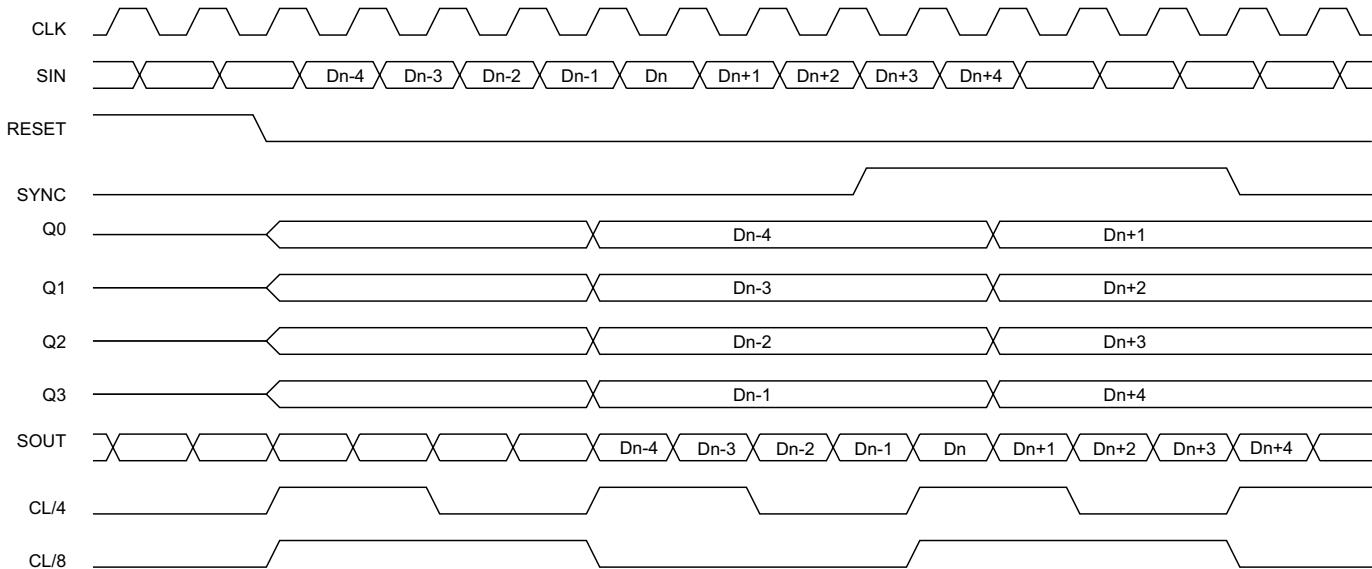 CLK
SIN Dn-4 Dn-3 Dn-2 Dn-1 Dn Dn+1 Dn+2 Dn+3 Dn+4
RESET
SYNC
Q0 Dn-4 Dn+1
Q1 Dn-3 Dn+2
Q2 Dn-2 Dn+3
Q3 Dn-1 Dn+4
SOUT Dn-4 Dn-3 Dn-2 Dn-1 Dn Dn+1 Dn+2 Dn+3 Dn+4
CL/4
CL/8